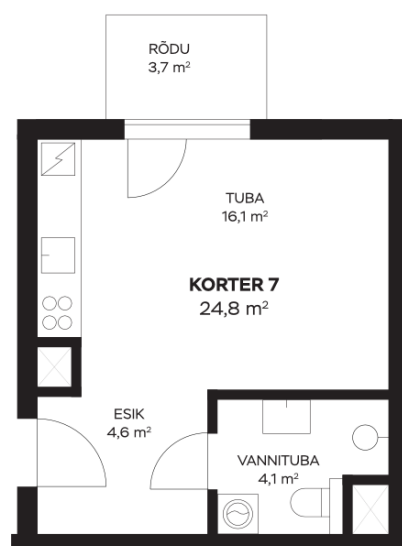 RÕDU
3,7 m²
TUBA
16,1 m²
KORTER 7
24,8 m²
ESIK
4,6 m²
VANNITUBA
4,1 m²